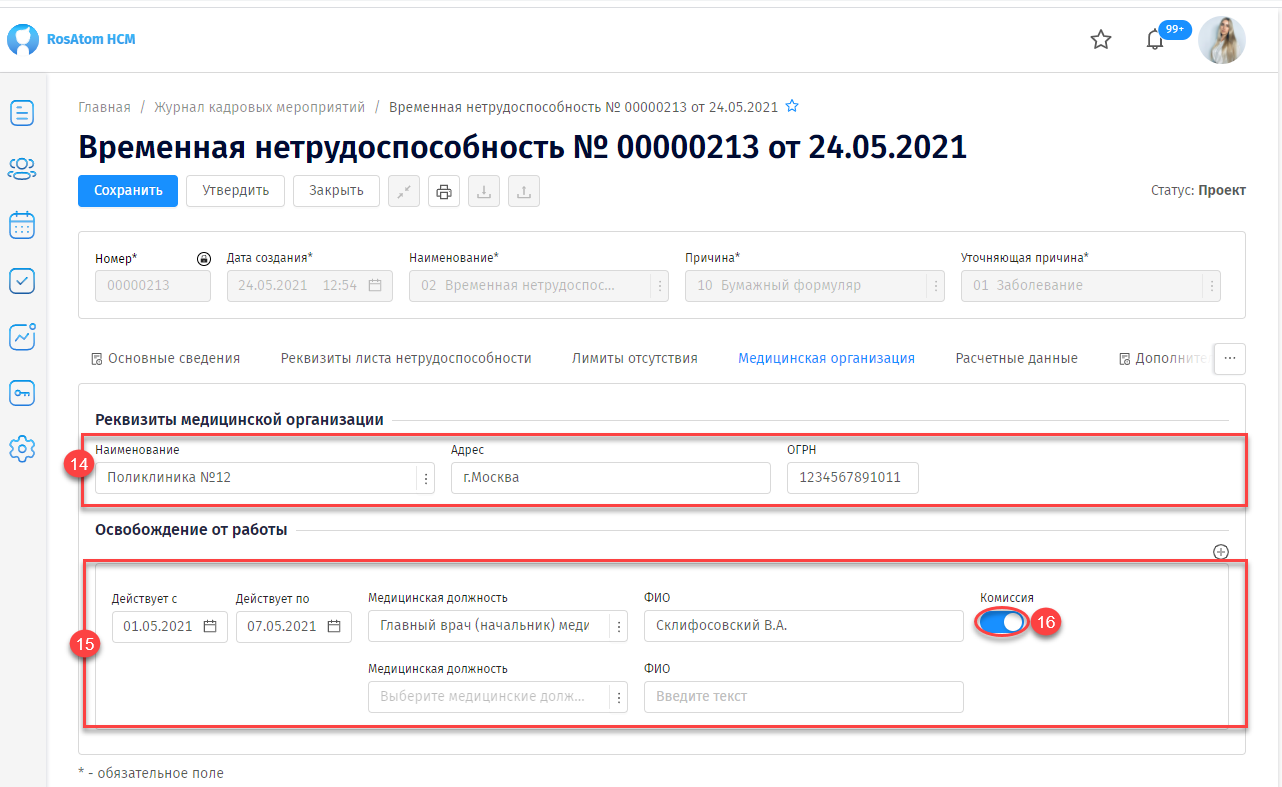 RosAtom HCM
99+
Главная / Журнал кадровых мероприятий / Временная нетрудоспособность № 00000213 от 24.05.2021
Временная нетрудоспособность № 00000213 от 24.05.2021
Сохранить Утвердить Закрыть Статус: Проект
Номер* Дата создания* Наименование* Причина* Уточняющая причина*
00000213 24.05.2021 12:54 02 Временная нетрудоспос... 10 Бумажный формуляр 01 Заболевание
Основные сведения Реквизиты листа нетрудоспособности Лимиты отсутствия Медицинская организация Расчетные данные Дополните ...
Реквизиты медицинской организации
Наименование Адрес ОГРН
14 Поликлиника №12 г.Москва 1234567891011
Освобождение от работы
Действует с Действует по Медицинская должность ФИО Комиссия
01.05.2021 07.05.2021 Главный врач (начальник) меди Склифосовский В.А. 16
15
Медицинская должность ФИО
Выберите медицинские долж... Введите текст
* - обязательное поле